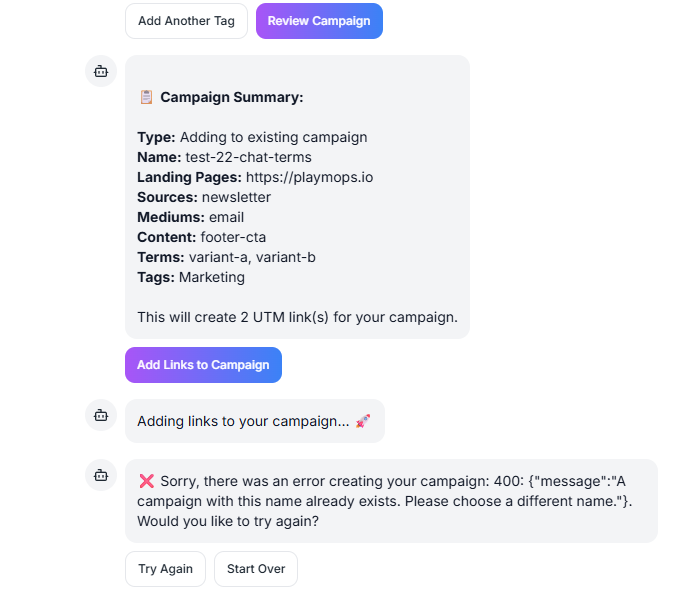 Add Another Tag Review Campaign
📋 Campaign Summary:
Type: Adding to existing campaign
Name: test-22-chat-terms
Landing Pages: https://playmops.io
Sources: newsletter
Mediums: email
Content: footer-cta
Terms: variant-a, variant-b
Tags: Marketing
This will create 2 UTM link(s) for your campaign.
Add Links to Campaign
Adding links to your campaign... 🚀
❌ Sorry, there was an error creating your campaign: 400: {"message":"A
campaign with this name already exists. Please choose a different name."}.
Would you like to try again?
Try Again Start Over